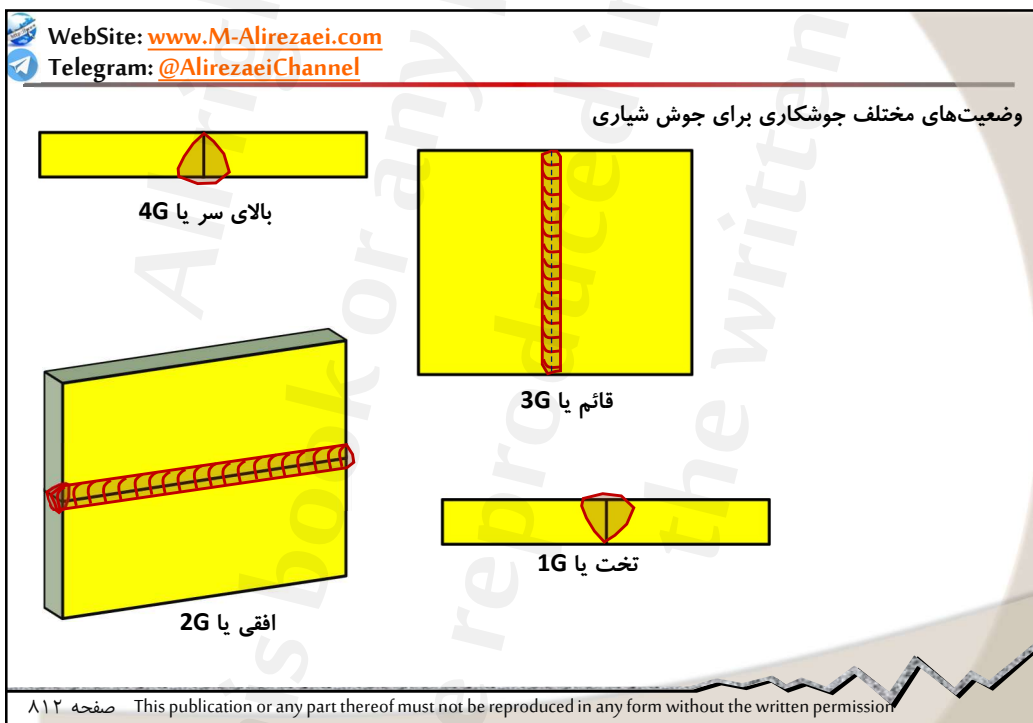 WebSite: www.M-Alirezaei.com
Telegram: @AlirezaeiChannel
وضعیت‌های مختلف جوشکاری برای جوش شیاری
بالای سر یا 4G
قائم یا 3G
افقی یا 2G
تخت یا 1G
صفحه ۸۱۲ This publication or any part thereof must not be reproduced in any form without the written permission